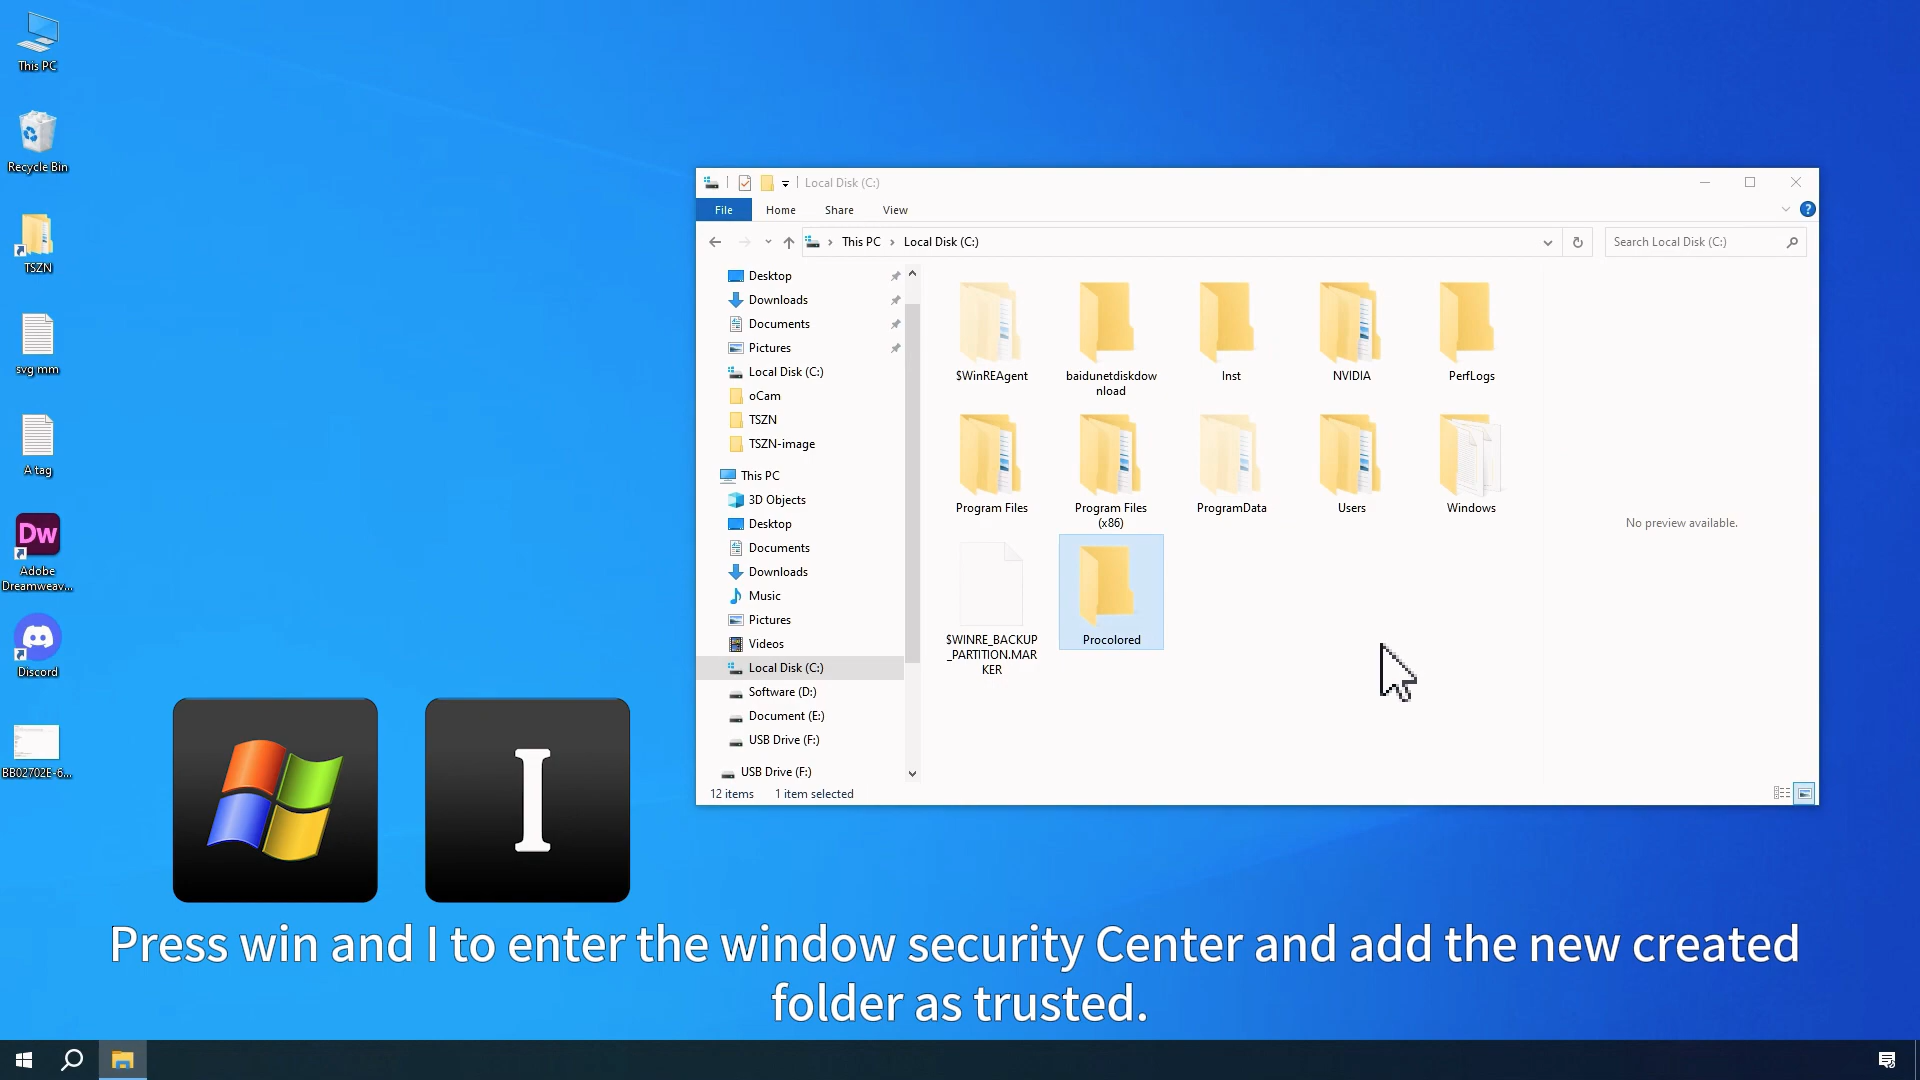 This PC
Recycle Bin
TSZN
svg mm
A tag
Dw
Adobe
Dreamweav...
Discord
BB02702E-6...
Local Disk (C:)
File
Home
Share
View
?
This PC
Local Disk (C:)
Search Local Disk (C:)
Desktop
Downloads
Documents
Pictures
Local Disk (C:)
oCam
TSZN
TSZN-image
This PC
3D Objects
Desktop
Documents
Downloads
Music
Pictures
Videos
Local Disk (C:)
Software (D:)
Document (E:)
USB Drive (F:)
USB Drive (F:)
$WinREAgent
baidunetdiskdow
nload
Inst
NVIDIA
PerfLogs
Program Files
Program Files
(x86)
ProgramData
Users
Windows
$WINRE_BACKUP
_PARTITION.MAR
KER
Procolored
No preview available.
12 items
1 item selected
I
Press win and I to enter the window security Center and add the new created
folder as trusted.